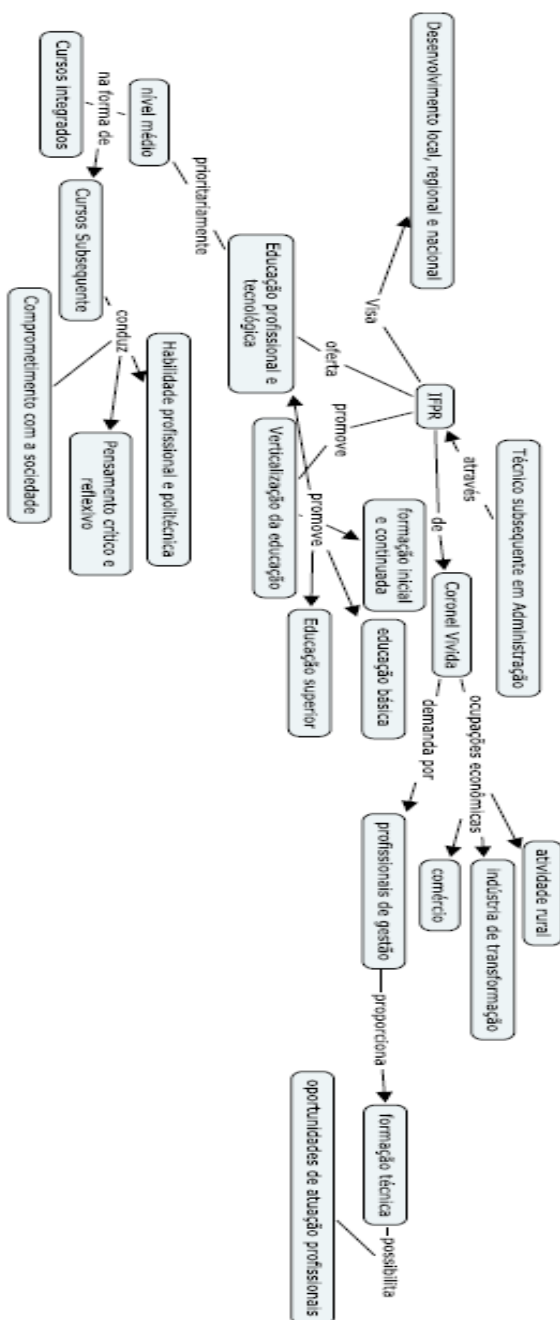 Técnico subsequente em Administração
através
Desenvolvimento local, regional e nacional
Visa
IFPR
de
Coronel Vivida
ocupações econômicas
atividade rural
indústria de transformação
comércio
demanda por
profissionais de gestão
proporciona
formação técnica
possibilita
oportunidades de atuação profissionais
oferta
promove
Educação profissional e
tecnológica
Verticalização da educação
promove
formação inicial
e continuada
educação básica
Educação superior
prioritariamente
nível médio
na forma de
Cursos integrados
Cursos Subsequente
conduz
Habilidade profissional e politécnica
Pensamento crítico e
reflexivo
Comprometimento com a sociedade